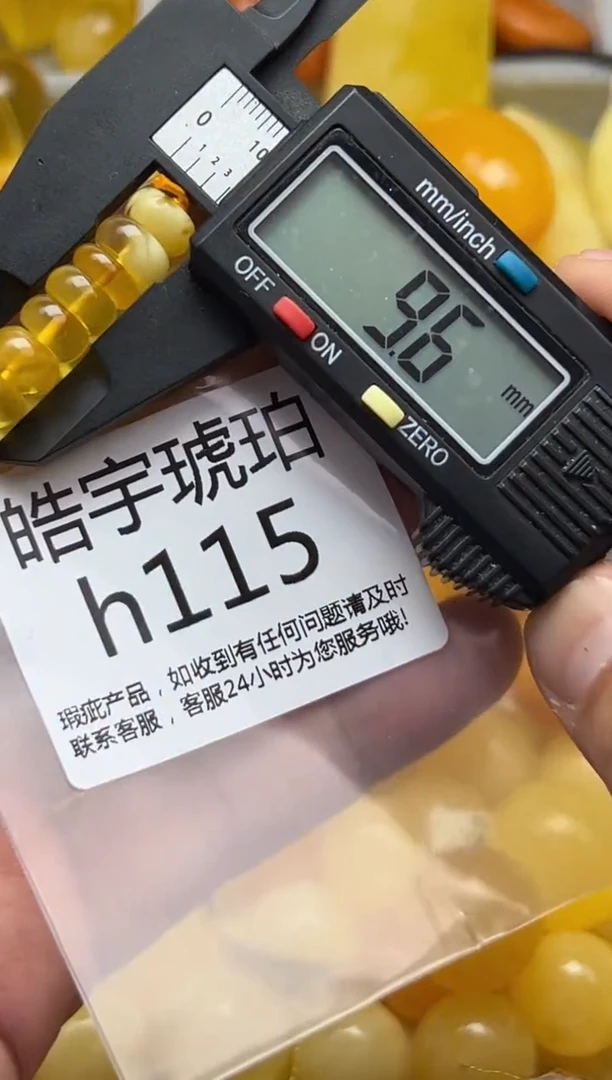 0 10
1 2 3
mm/inch
OFF
ON
9.6
mm
ZERO
皓宇琥珀
h115
瑕疵产品，如收到有任何问题请及时
联系客服，客服24小时为您服务哦!